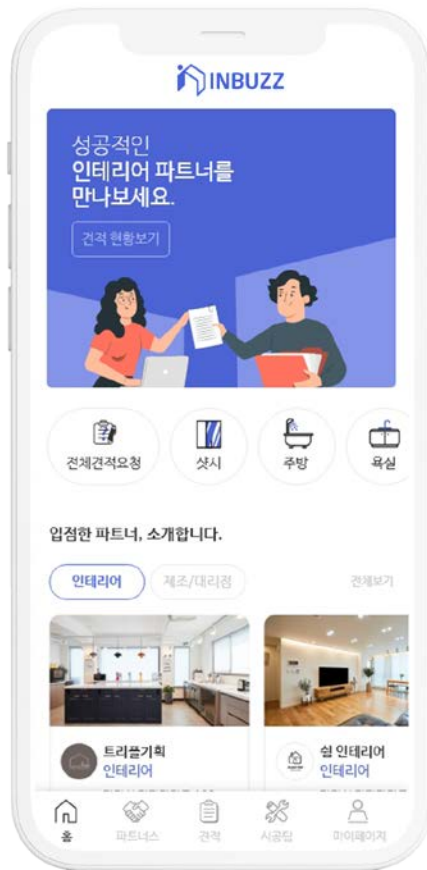 INBUZZ
성공적인
인테리어 파트너를
만나보세요.
견적 현황보기
전체견적요청
샷시
주방
욕실
입점한 파트너, 소개합니다.
인테리어
제조/대리점
전체보기
트리플기획
인테리어
쉼 인테리어
인테리어
홈
파트너스
견적
시공팁
마이페이지